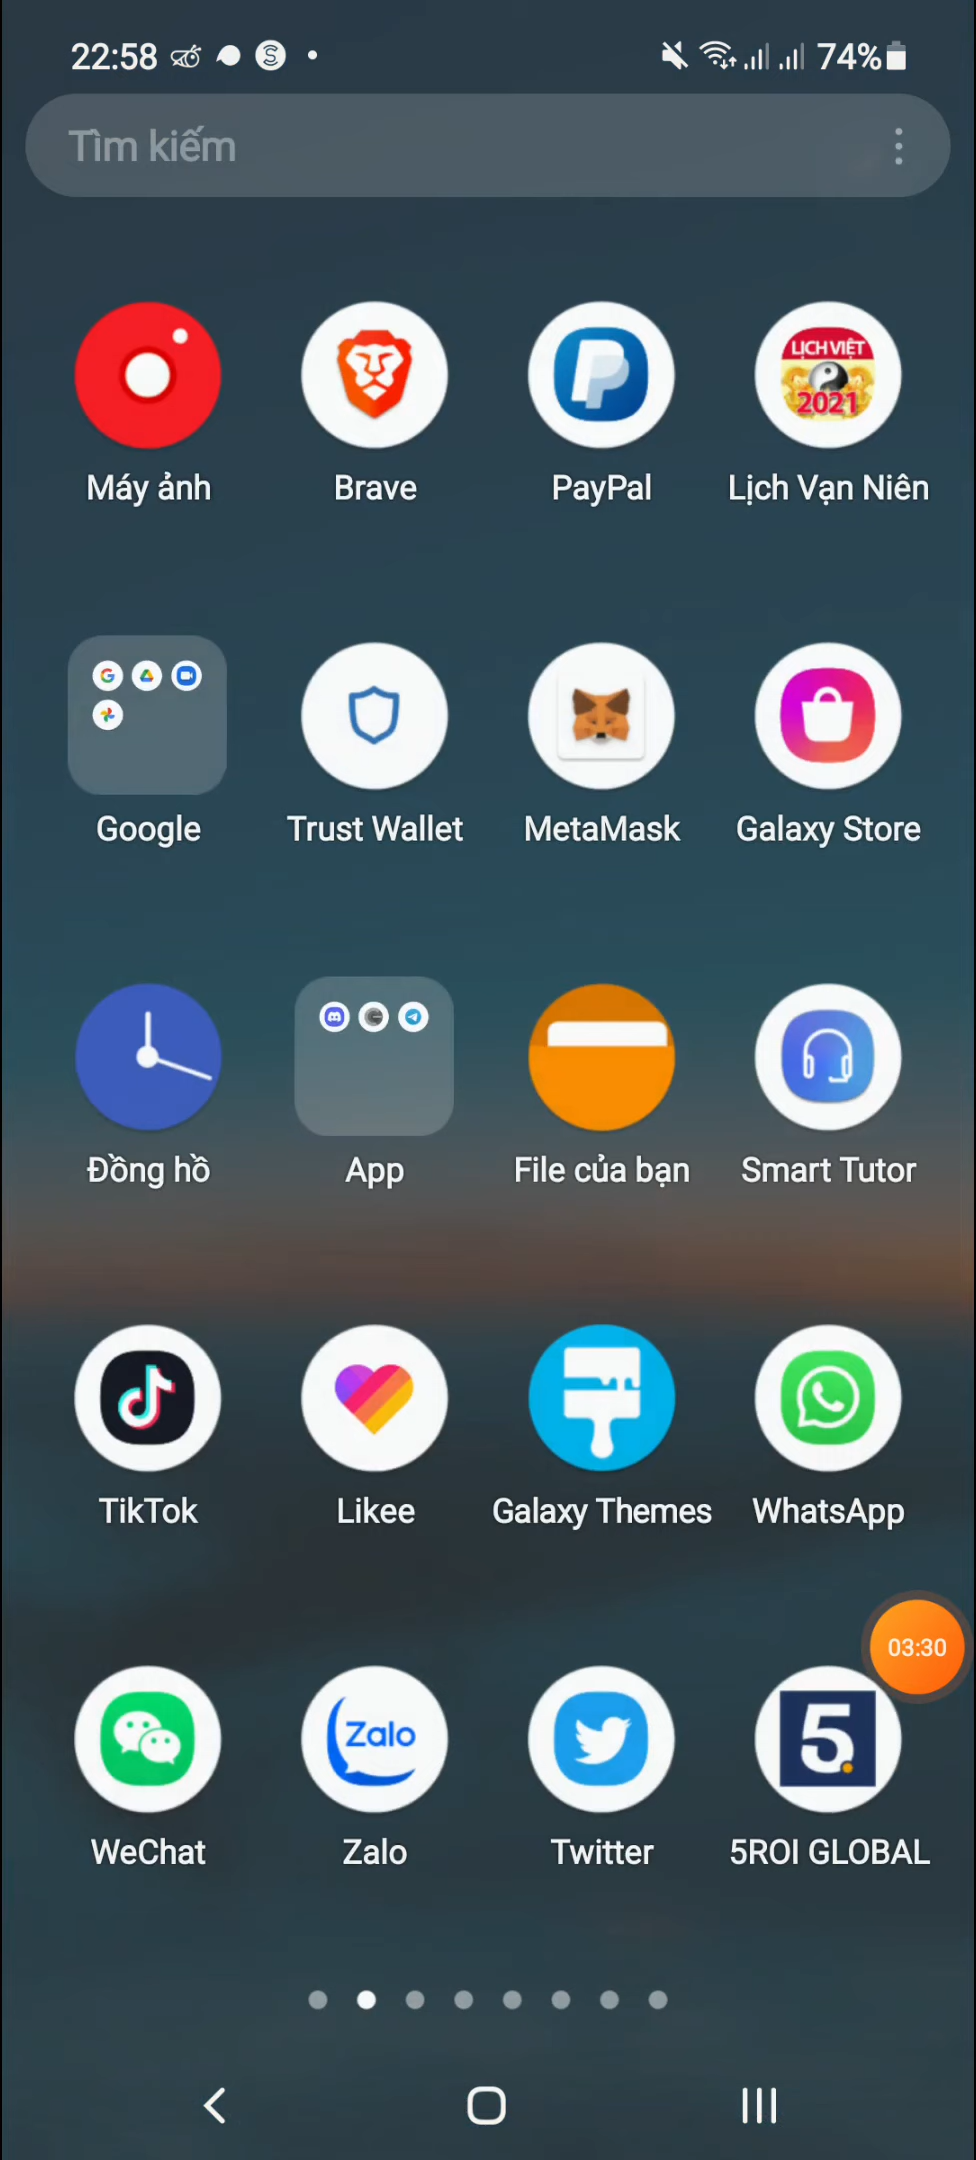 22:58 74%
Tìm kiếm
LỊCH VIỆT
2021
Máy ảnh Brave PayPal Lịch Vạn Niên
Google Trust Wallet MetaMask Galaxy Store
Đồng hồ App File của bạn Smart Tutor
TikTok Likee Galaxy Themes WhatsApp
03:30
Zalo
5
WeChat Zalo Twitter 5ROI GLOBAL